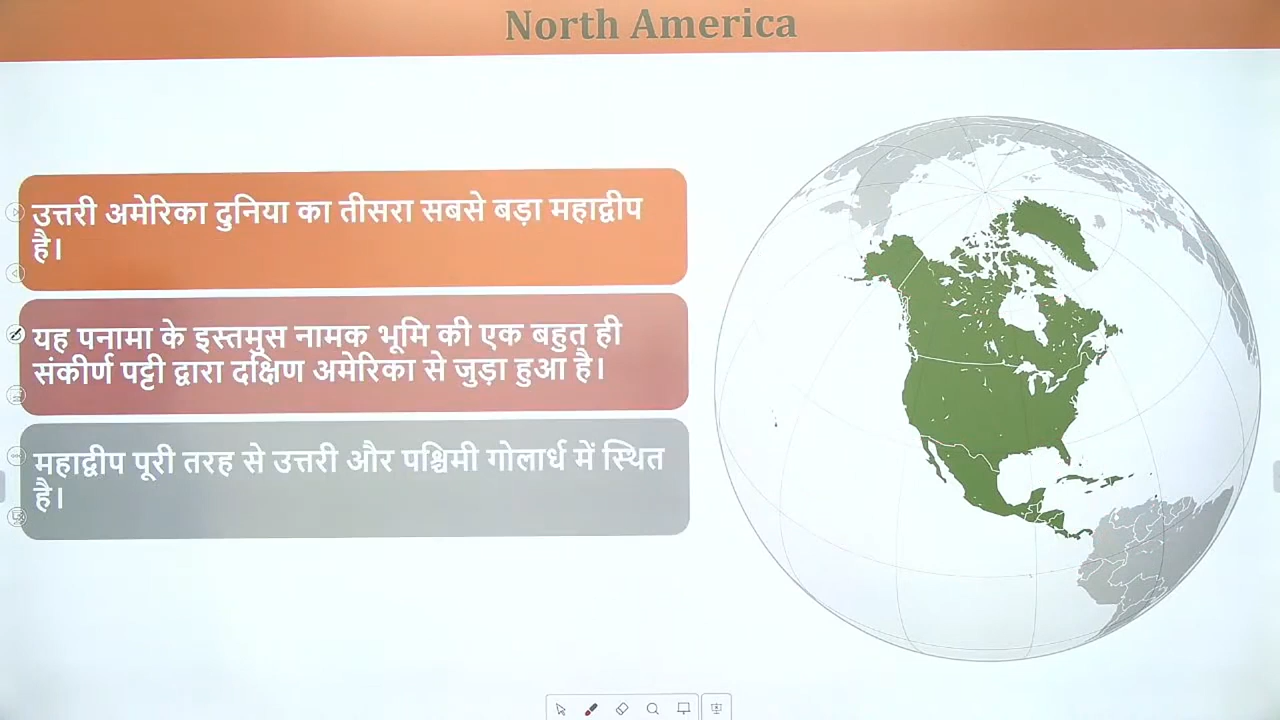 North America
उत्तरी अमेरिका दुनिया का तीसरा सबसे बड़ा महाद्वीप
है।
यह पनामा के इस्तमुस नामक भूमि की एक बहुत ही
संकीर्ण पट्टी द्वारा दक्षिण अमेरिका से जुड़ा हुआ है।
महाद्वीप पूरी तरह से उत्तरी और पश्चिमी गोलार्ध में स्थित
है।